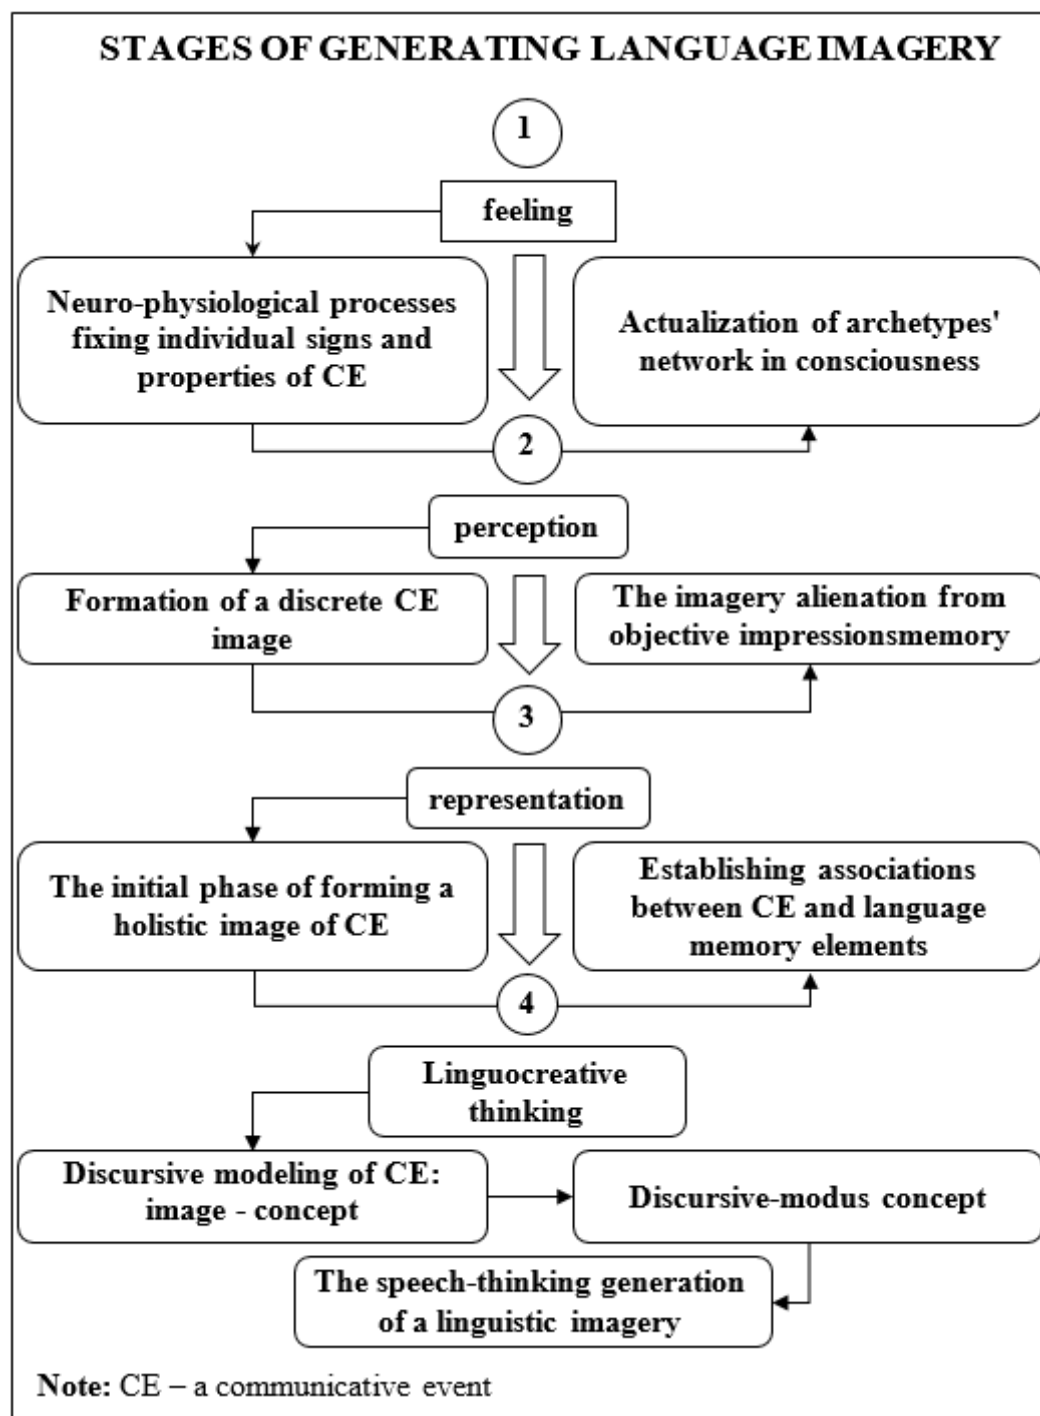 STAGES OF GENERATING LANGUAGE IMAGERY
1
feeling
Neuro-physiological processes
fixing individual signs and
properties of CE
Actualization of archetypes'
network in consciousness
2
perception
Formation of a discrete CE
image
The imagery alienation from
objective impressionsmemory
3
representation
The initial phase of forming a
holistic image of CE
Establishing associations
between CE and language
memory elements
4
Linguocreative
thinking
Discursive modeling of CE:
image - concept
Discursive-modus concept
The speech-thinking generation
of a linguistic imagery
Note: CE – a communicative event